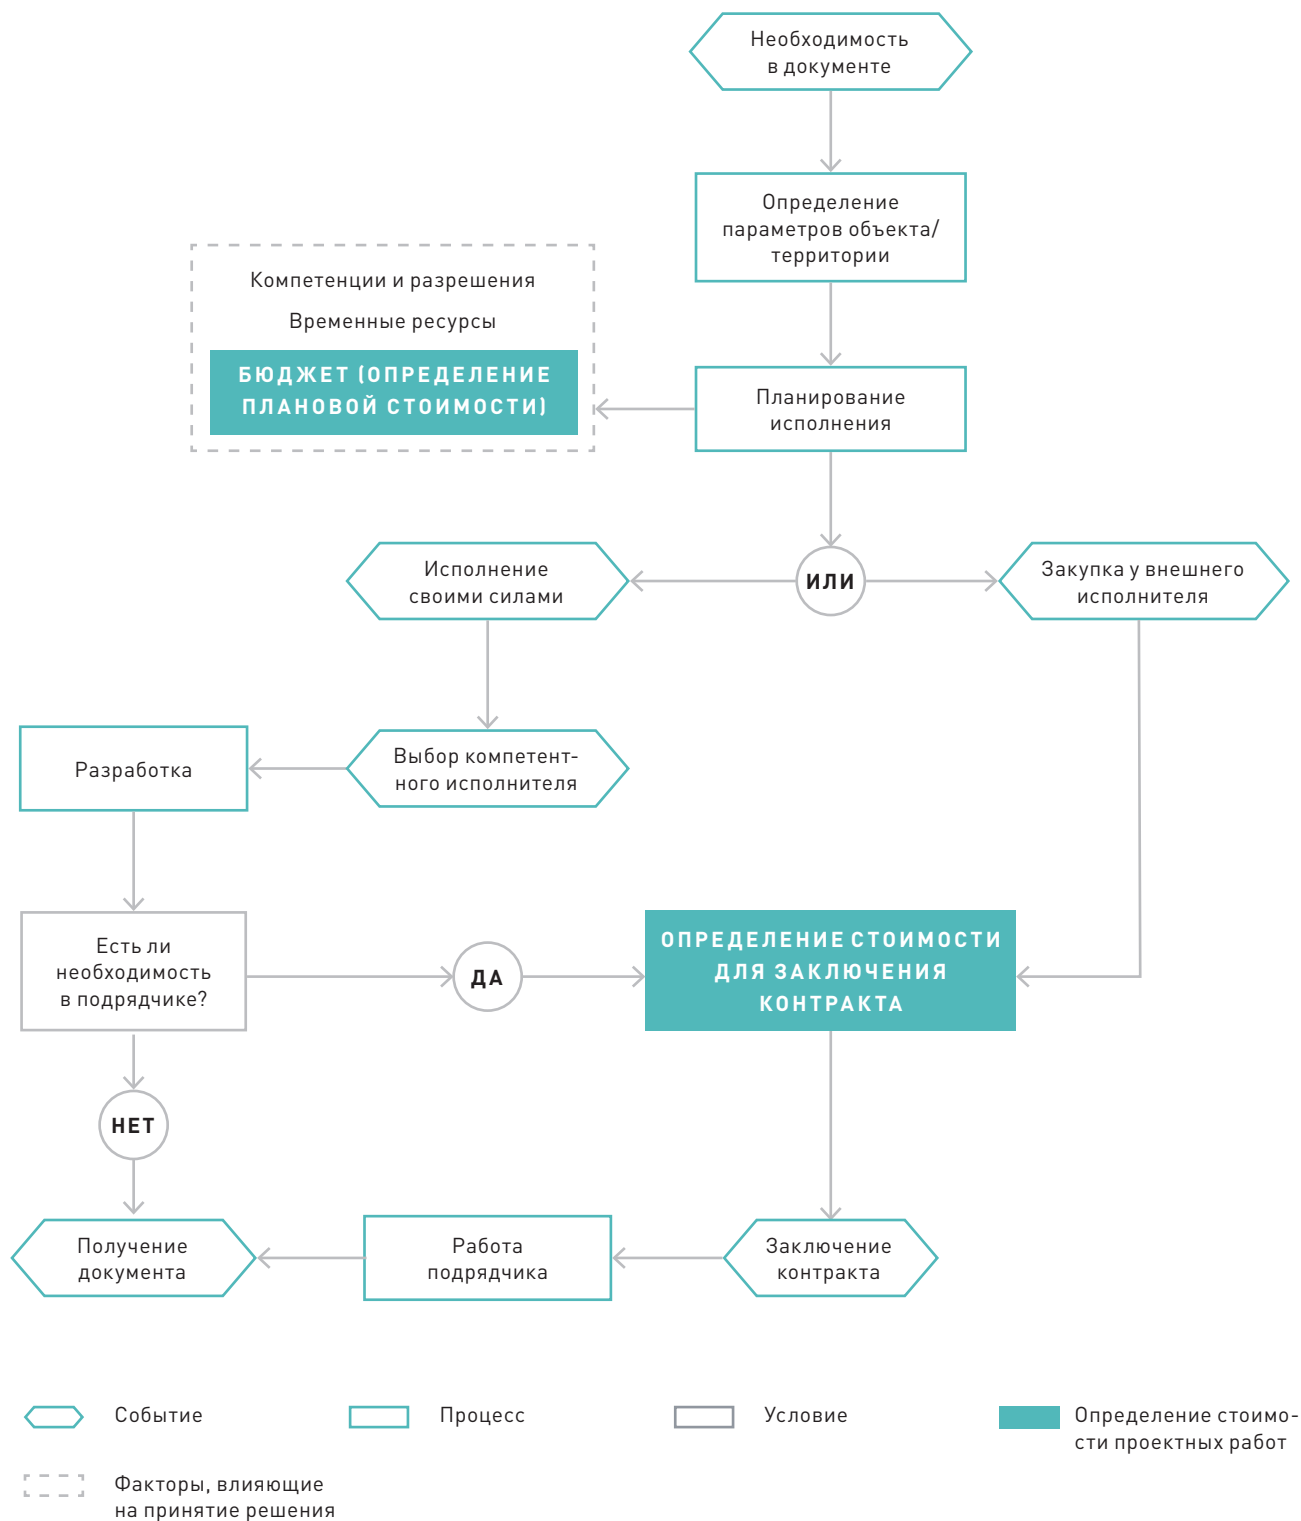 Необходимость
в документе
Определение
параметров объекта/
территории
Компетенции и разрешения
Временные ресурсы
БЮДЖЕТ (ОПРЕДЕЛЕНИЕ
ПЛАНОВОЙ СТОИМОСТИ)
Планирование
исполнения
Исполнение
своими силами
ИЛИ
Закупка у внешнего
исполнителя
Разработка
Выбор компетент-
ного исполнителя
Есть ли
необходимость
в подрядчике?
ДА
ОПРЕДЕЛЕНИЕ СТОИМОСТИ
ДЛЯ ЗАКЛЮЧЕНИЯ
КОНТРАКТА
НЕТ
Получение
документа
Работа
подрядчика
Заключение
контракта
Событие
Процесс
Условие
Определение стоимо-
сти проектных работ
Факторы, влияющие
на принятие решения